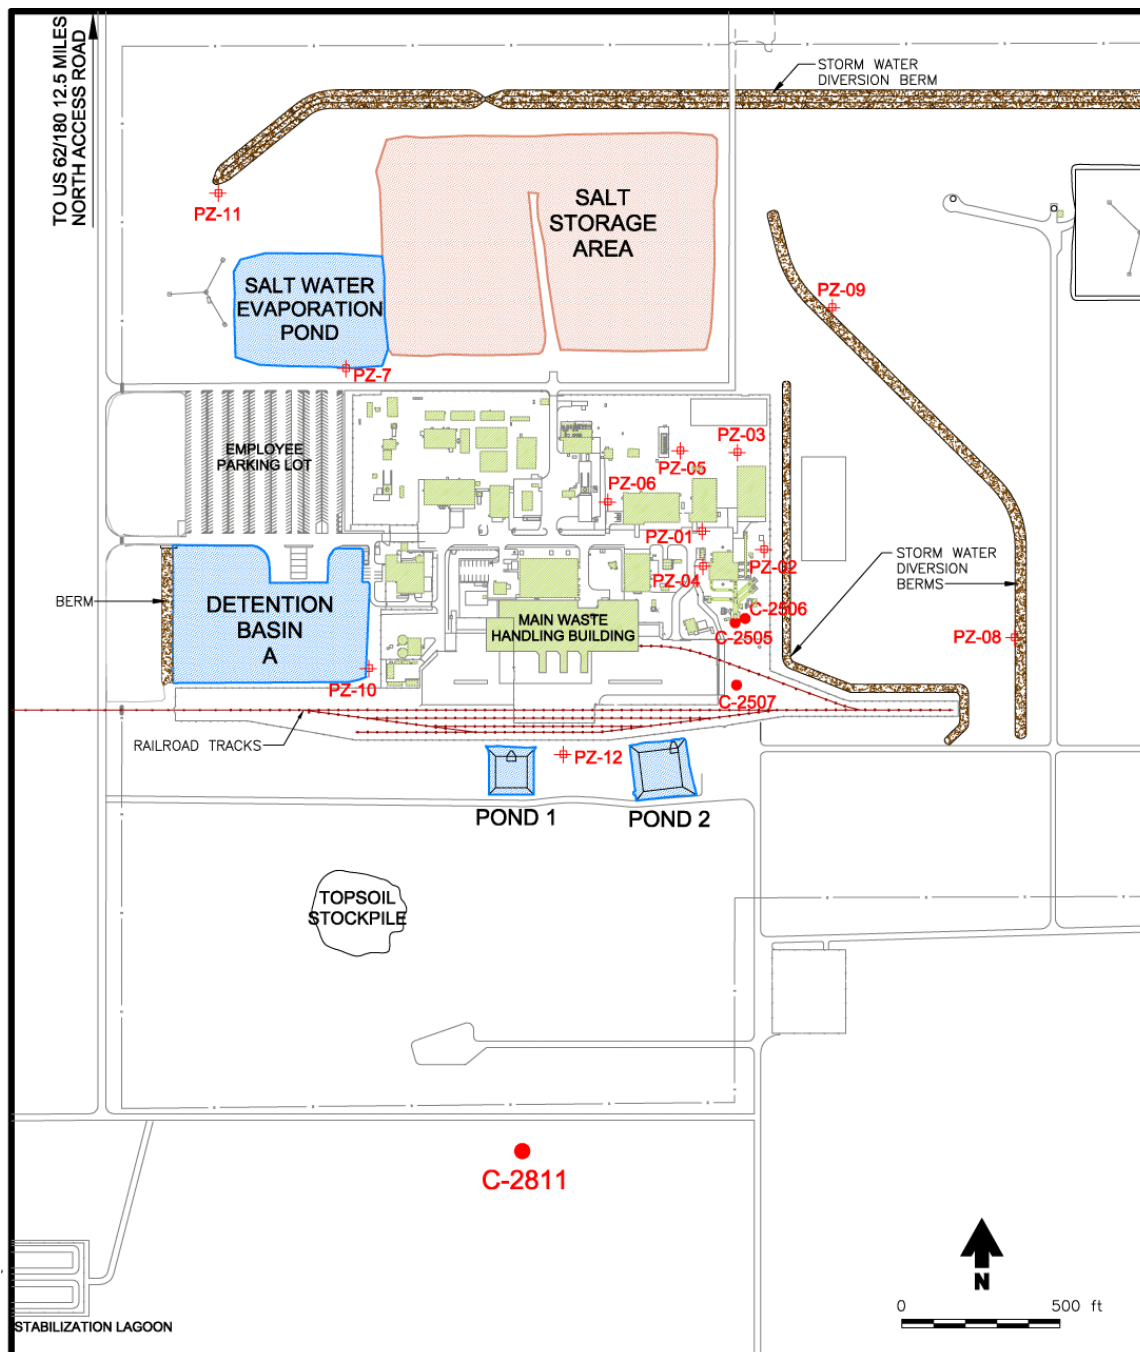 TO US 62/180 12.5 MILES
NORTH ACCESS ROAD
STORM WATER
DIVERSION BERM
PZ-11
SALT
STORAGE
AREA
SALT WATER
EVAPORATION
POND
PZ-09
PZ-7
EMPLOYEE
PARKING LOT
PZ-03
PZ-05
PZ-06
PZ-01
PZ-02
PZ-04
STORM WATER
DIVERSION
BERMS
BERM
DETENTION
BASIN
A
MAIN WASTE
HANDLING BUILDING
C-2506
C-2505
PZ-08
PZ-10
C-2507
RAILROAD TRACKS
PZ-12
POND 1
POND 2
TOPSOIL
STOCKPILE
C-2811
N
0 500 ft
STABILIZATION LAGOON